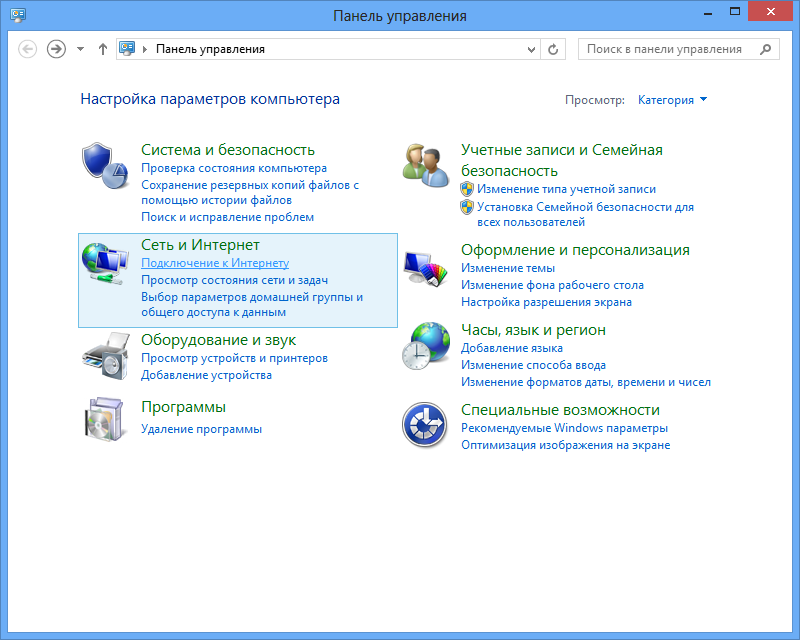 Панель управления
Панель управления
Поиск в панели управления
Настройка параметров компьютера
Просмотр: Категория
Система и безопасность
Проверка состояния компьютера
Сохранение резервных копий файлов с
помощью истории файлов
Поиск и исправление проблем
Сеть и Интернет
Подключение к Интернету
Просмотр состояния сети и задач
Выбор параметров домашней группы и
общего доступа к данным
Оборудование и звук
Просмотр устройств и принтеров
Добавление устройства
Программы
Удаление программы
Учетные записи и Семейная
безопасность
Изменение типа учетной записи
Установка Семейной безопасности для
всех пользователей
Оформление и персонализация
Изменение темы
Изменение фона рабочего стола
Настройка разрешения экрана
Часы, язык и регион
Добавление языка
Изменение способа ввода
Изменение форматов даты, времени и чисел
Специальные возможности
Рекомендуемые Windows параметры
Оптимизация изображения на экране